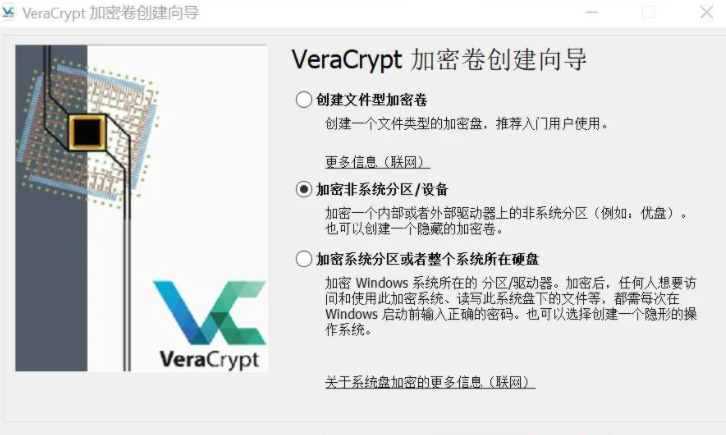 VeraCrypt 加密卷创建向导
VeraCrypt 加密卷创建向导
创建文件型加密卷
创建一个文件类型的加密盘，推荐入门用户使用。
更多信息（联网）
加密非系统分区/设备
加密一个内部或者外部驱动器上的非系统分区（例如：优盘）。
也可以创建一个隐藏的加密卷。
加密系统分区或者整个系统所在硬盘
加密 Windows 系统所在的 分区/驱动器。加密后，任何人想要访
问和使用此加密系统、读写此系统盘下的文件等，都需每次在
Windows 启动前输入正确的密码。也可以选择创建一个隐形的操
作系统。
关于系统盘加密的更多信息（联网）
VeraCrypt